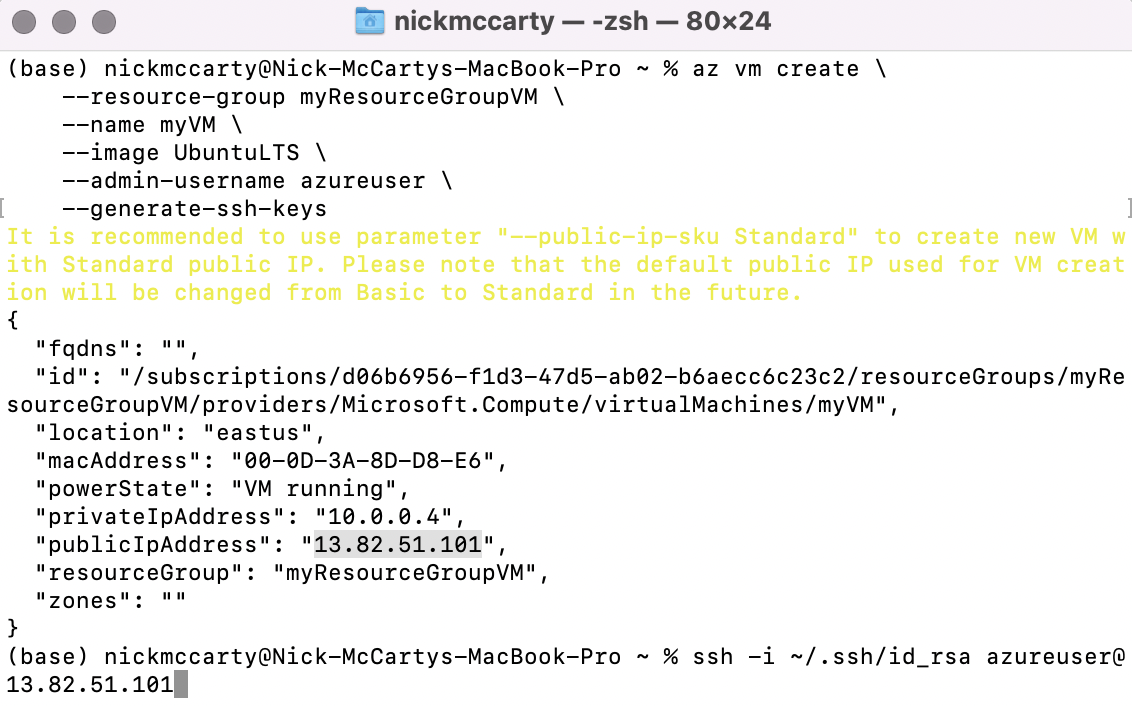 nickmccarty — -zsh — 80×24
(base) nickmccarty@Nick-McCartys-MacBook-Pro ~ % az vm create \
    --resource-group myResourceGroupVM \
    --name myVM \
    --image UbuntuLTS \
    --admin-username azureuser \
[    --generate-ssh-keys ]
It is recommended to use parameter "--public-ip-sku Standard" to create new VM w
ith Standard public IP. Please note that the default public IP used for VM creat
ion will be changed from Basic to Standard in the future.
{
  "fqdns": "",
  "id": "/subscriptions/d06b6956-f1d3-47d5-ab02-b6aecc6c23c2/resourceGroups/myRe
sourceGroupVM/providers/Microsoft.Compute/virtualMachines/myVM",
  "location": "eastus",
  "macAddress": "00-0D-3A-8D-D8-E6",
  "powerState": "VM running",
  "privateIpAddress": "10.0.0.4",
  "publicIpAddress": "13.82.51.101",
  "resourceGroup": "myResourceGroupVM",
  "zones": ""
}
(base) nickmccarty@Nick-McCartys-MacBook-Pro ~ % ssh -i ~/.ssh/id_rsa azureuser@
13.82.51.101